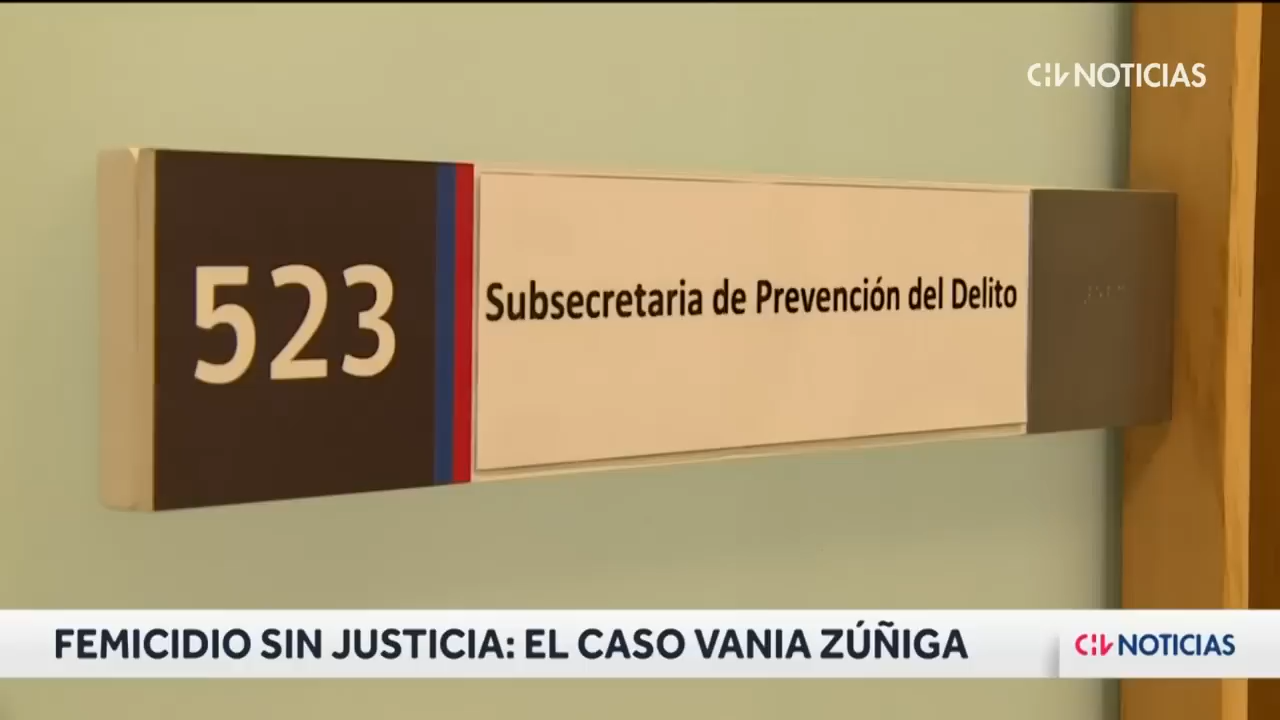 CHV NOTICIAS
523
Subsecretaria de Prevención del Delito
FEMICIDIO SIN JUSTICIA: EL CASO VANIA ZÚÑIGA
CHV NOTICIAS